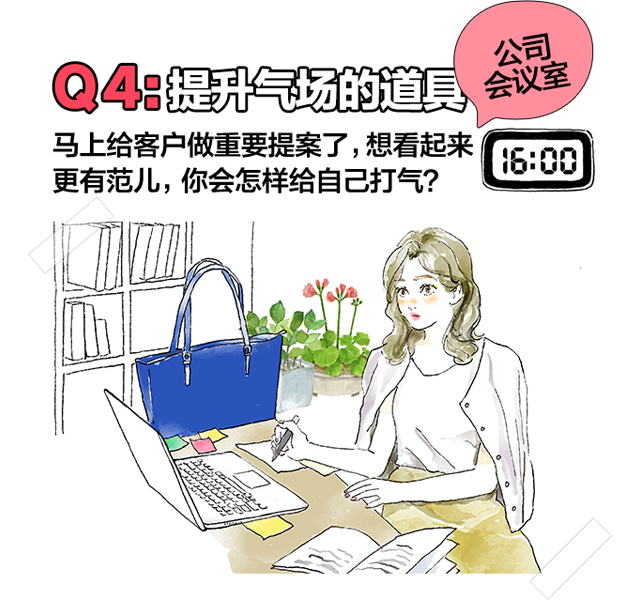 Q4:提升气场的道具
公司
会议室
马上给客户做重要提案了，想看起来
更有范儿，你会怎样给自己打气？
16:00